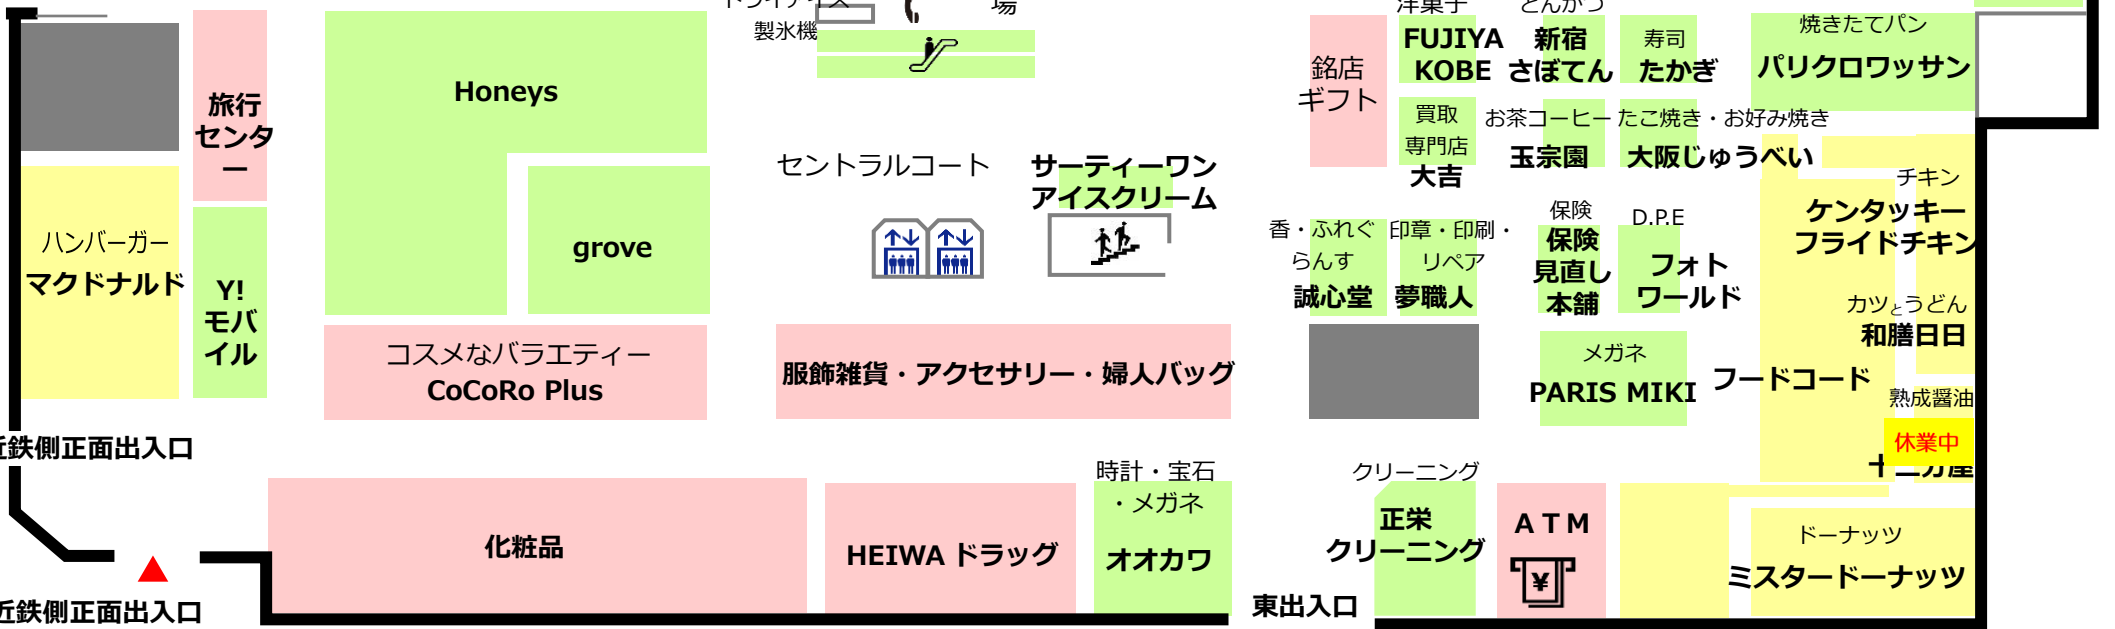 ドライアイス
製氷機
場
Honeys
旅行
センタ
ー
ハンバーガー
マクドナルド
Y!
モバ
イル
grove
コスメなバラエティー
CoCoRo Plus
セントラルコート
サーティーワン
アイスクリーム
服飾雑貨・アクセサリー・婦人バッグ
近鉄側正面出入口
近鉄側正面出入口
化粧品
HEIWA ドラッグ
時計・宝石
・メガネ
オオカワ
東出入口
銘店
ギフト
洋菓子
FUJIYA
KOBE
とんかつ
新宿
さぼてん
寿司
たかぎ
焼きたてパン
パリクロワッサン
買取
専門店
大吉
お茶コーヒー
玉宗園
たこ焼き・お好み焼き
大阪じゅうべい
チキン
ケンタッキー
フライドチキン
香・ふれぐ
らんす
誠心堂
印章・印刷・
リペア
夢職人
保険
保険
見直し
本舗
D.P.E
フォト
ワールド
カツとうどん
和膳日日
メガネ
PARIS MIKI
フードコード
熟成醤油
休業中
十二万屋
クリーニング
正栄
クリーニング
ATM
¥
ドーナッツ
ミスタードーナッツ